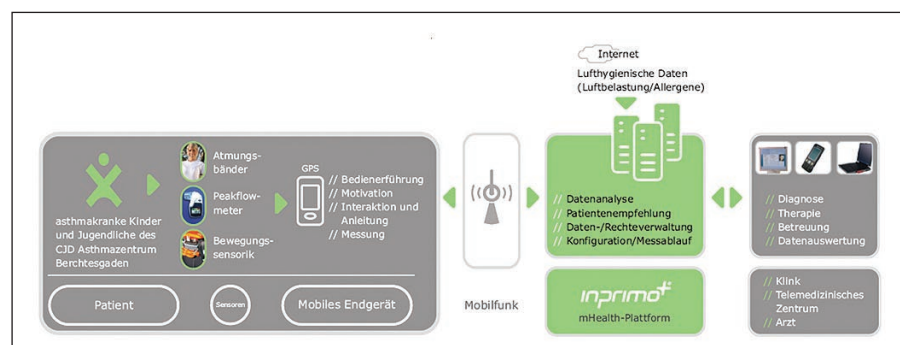 Internet
Lufthygienische Daten
(Luftbelastung/Allergene)
asthmakranke Kinder
und Jugendliche des
CJD Asthmazentrum
Berchtesgaden
Atmungs-
bänder
Peakflow-
meter
Bewegungs-
sensorik
GPS
// Bedienerführung
// Motivation
// Interaktion und
Anleitung
// Messung
Patient
Sensoren
Mobiles Endgerät
Mobilfunk
// Datenanalyse
// Patientenempfehlung
// Daten-/Rechteverwaltung
// Konfiguration/Messablauf
inprimo+
mHealth-Plattform
// Diagnose
// Therapie
// Betreuung
// Datenauswertung
// Klink
// Telemedizinisches
Zentrum
// Arzt